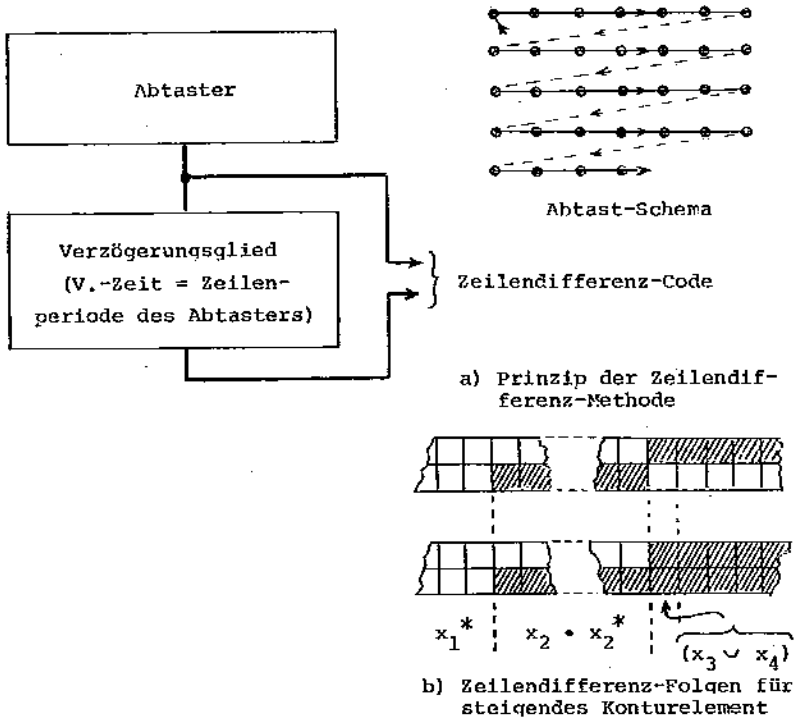 Abtaster
Abtast-Schema
Verzögerungsglied
(V.-Zeit = Zeilen-
periode des Abtasters)
Zeilendifferenz-Code
a) Prinzip der Zeilendif-
ferenz-Methode
x₁* x₂ • x₂* (x₃ ∪ x₄)
b) Zeilendifferenz-Folgen für
steigendes Konturelement